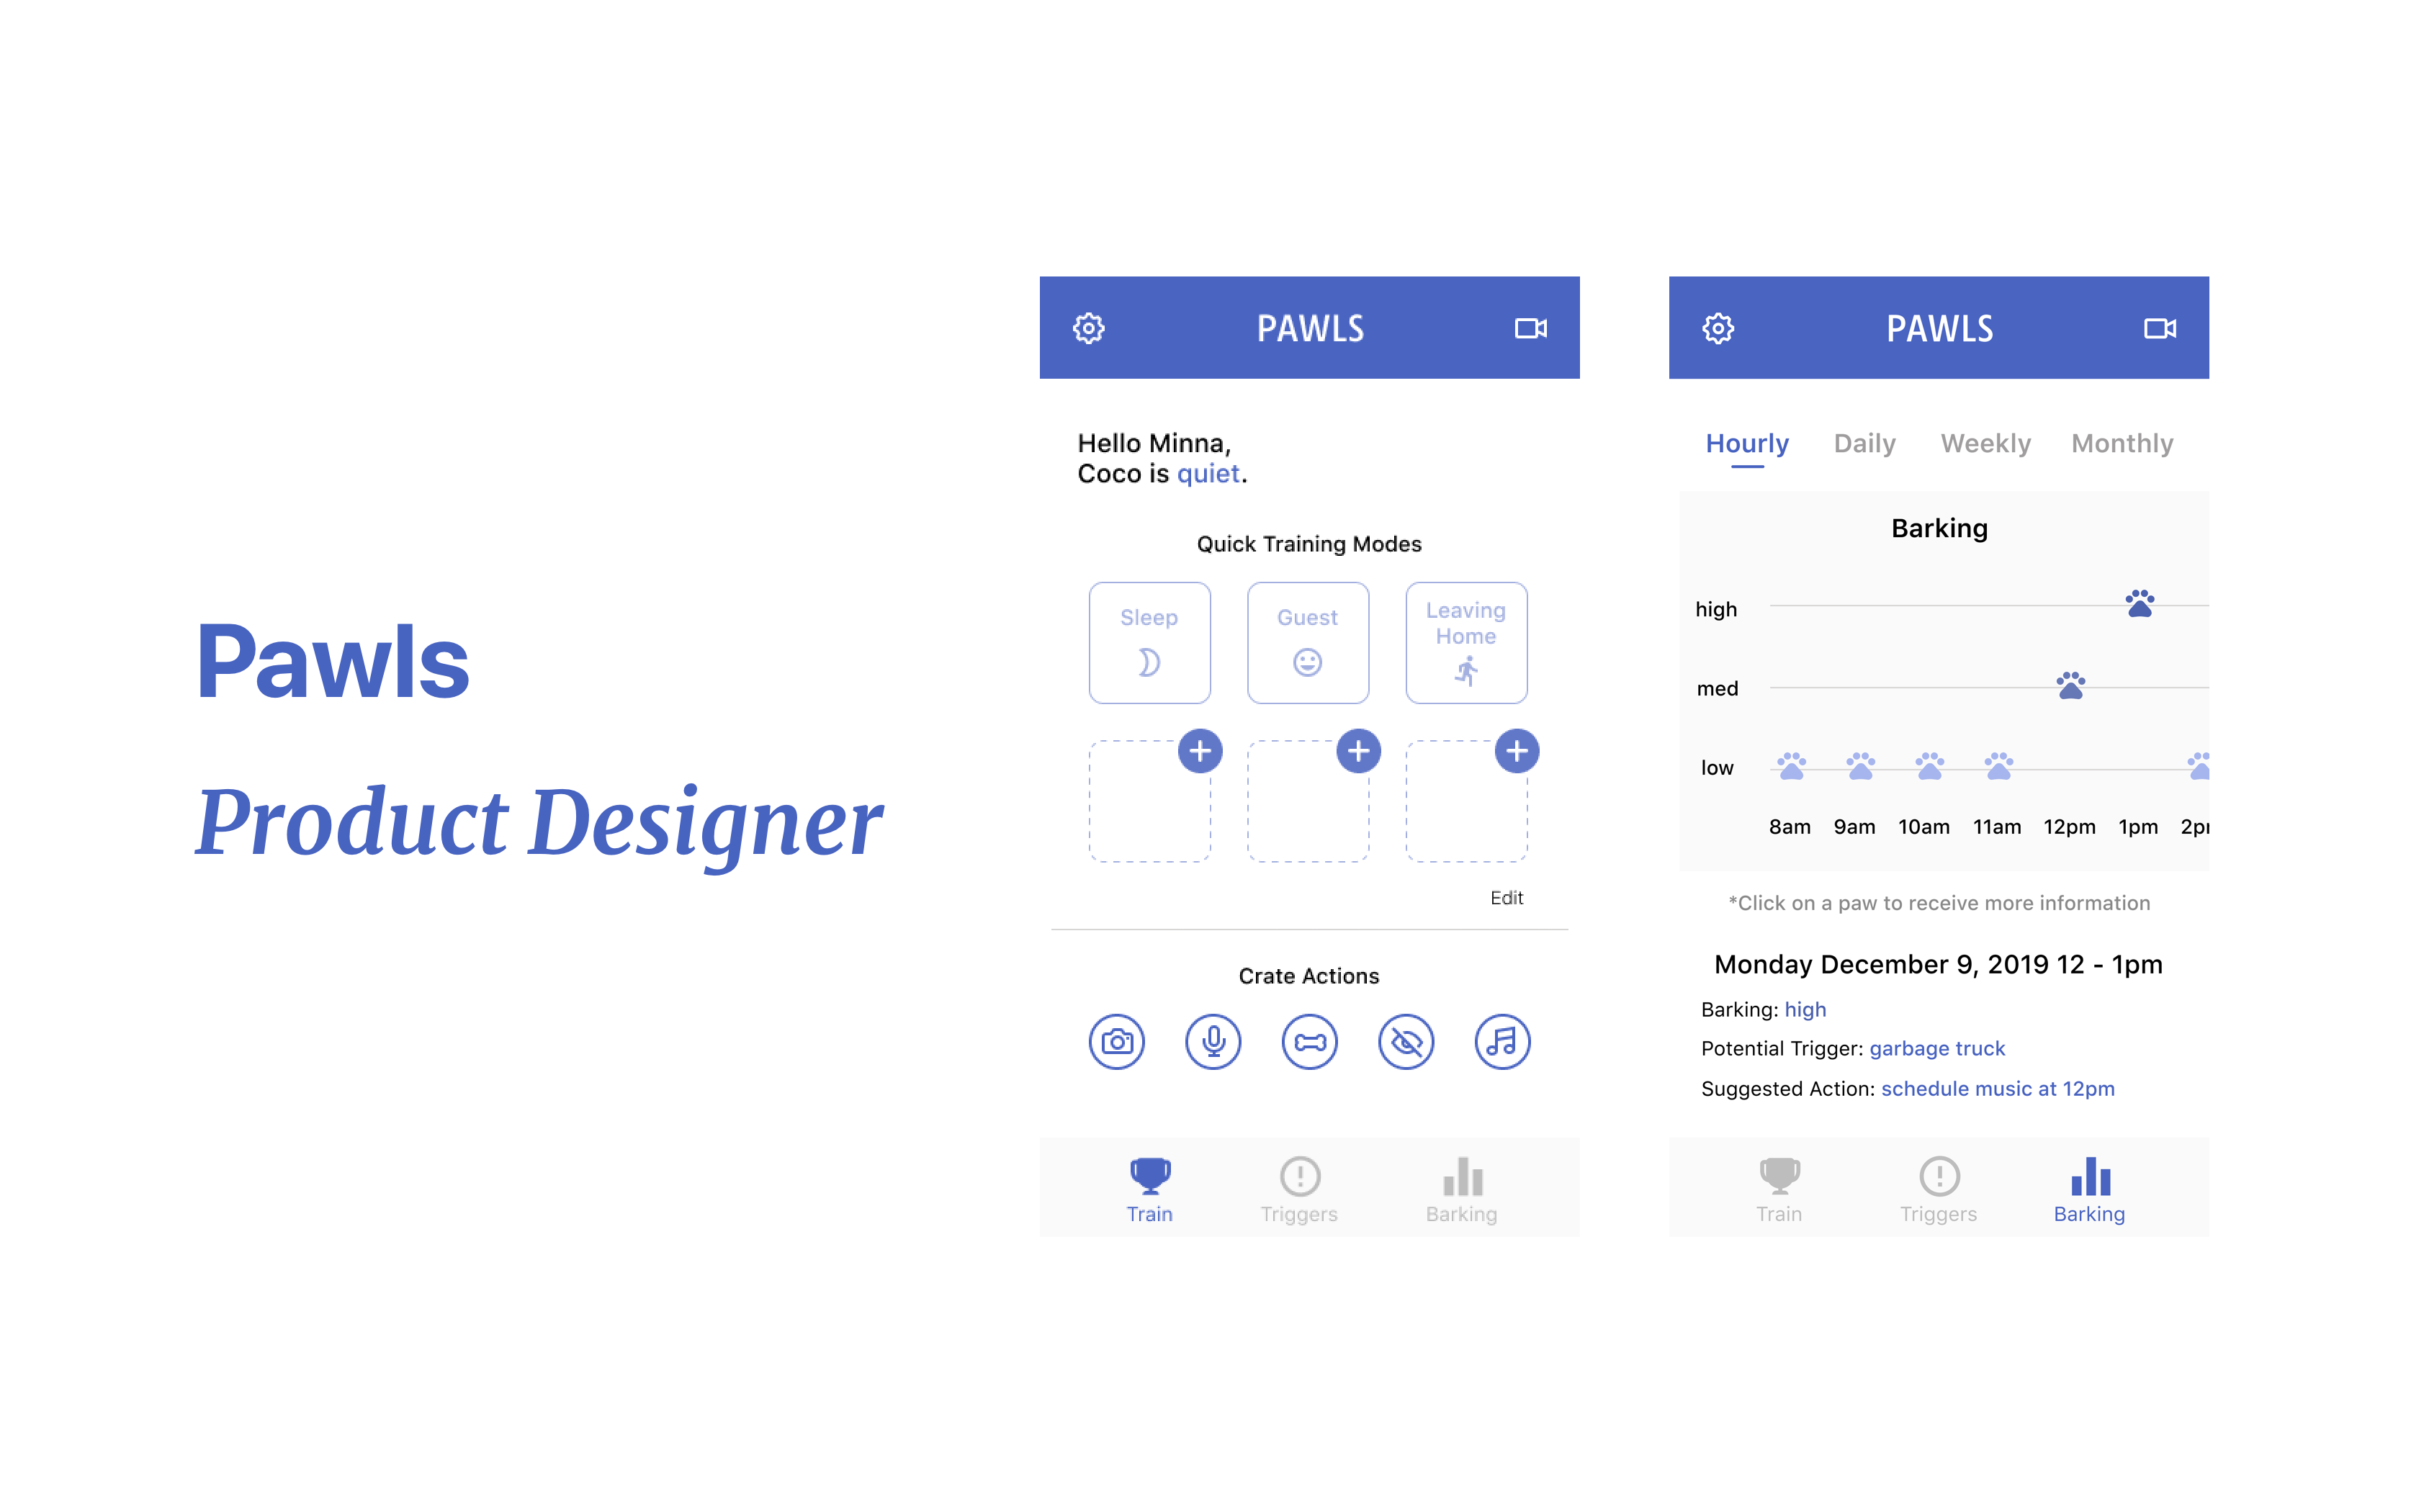 Pawls
Product Designer
PAWLS
Hello Minna,
Coco is quiet.
Quick Training Modes
Sleep
Guest
Leaving
Home
Edit
Crate Actions
Train
Triggers
Barking
PAWLS
Hourly
Daily
Weekly
Monthly
Barking
high
med
low
8am
9am
10am
11am
12pm
1pm
*Click on a paw to receive more information
Monday December 9, 2019 12 - 1pm
Barking: high
Potential Trigger: garbage truck
Suggested Action: schedule music at 12pm
Train
Triggers
Barking